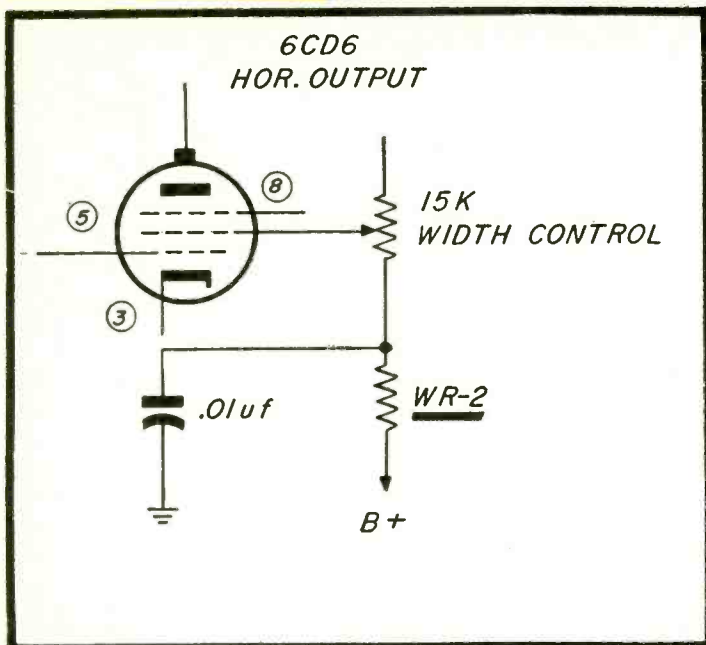 6CD6
HOR. OUTPUT
8
5
15K
WIDTH CONTROL
3
.01uf
WR-2
B+